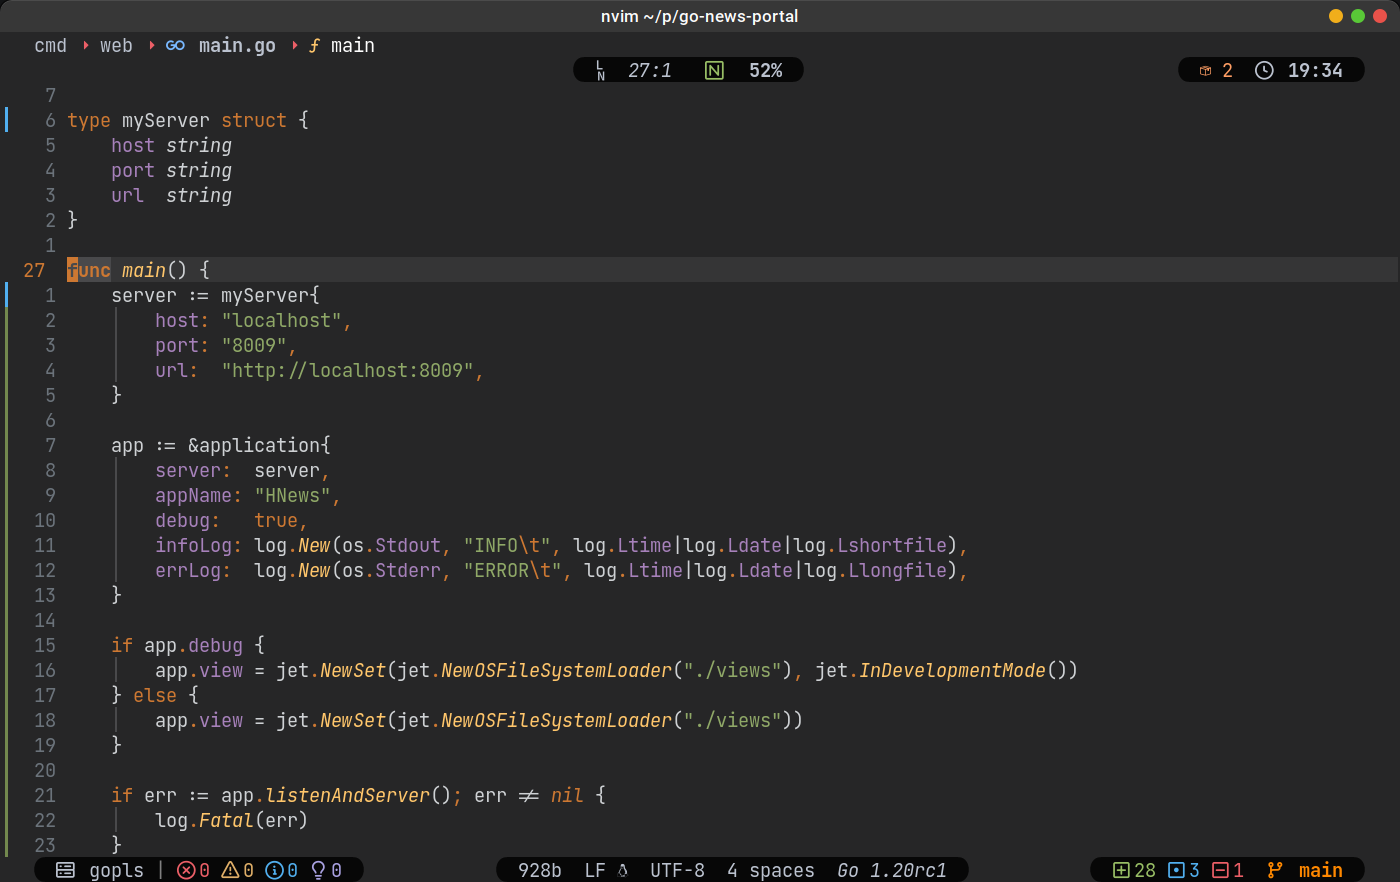 nvim ~/p/go-news-portal
cmd web GO main.go ƒ main
LN 27:1 N 52% 2 19:34
7
6 type myServer struct {
5 host string
4 port string
3 url string
2 }
1
27 func main() {
1 server := myServer{
2 host: "localhost",
3 port: "8009",
4 url: "http://localhost:8009",
5 }
6
7 app := &application{
8 server: server,
9 appName: "HNews",
10 debug: true,
11 infoLog: log.New(os.Stdout, "INFO\t", log.Ltime|log.Ldate|log.Lshortfile),
12 errLog: log.New(os.Stderr, "ERROR\t", log.Ltime|log.Ldate|log.Llongfile),
13 }
14
15 if app.debug {
16 app.view = jet.NewSet(jet.NewOSFileSystemLoader("./views"), jet.InDevelopmentMode())
17 } else {
18 app.view = jet.NewSet(jet.NewOSFileSystemLoader("./views"))
19 }
20
21 if err := app.listenAndServer(); err != nil {
22 log.Fatal(err)
23 }
gopls | 0 0 0 0 928b LF UTF-8 4 spaces Go 1.20rc1 28 3 1 main